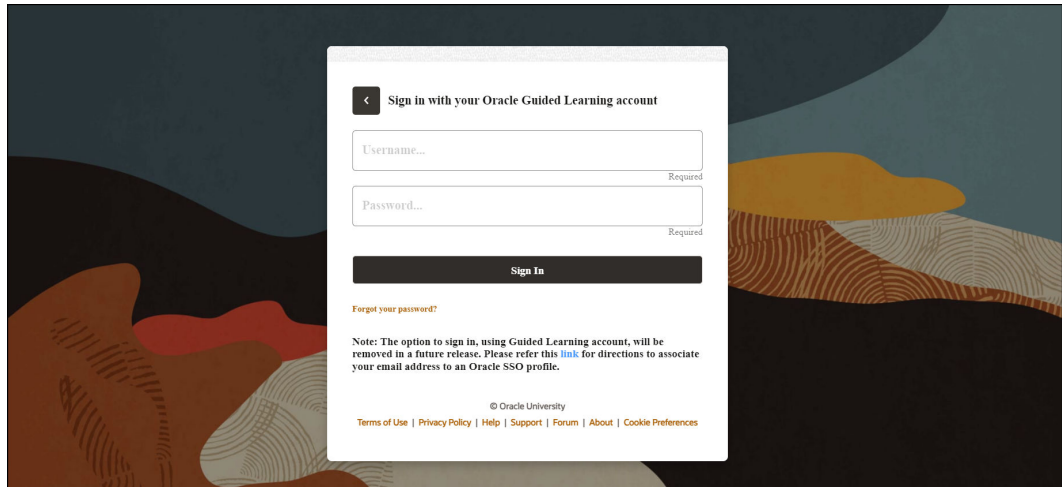 Sign in with your Oracle Guided Learning account
Username...
Required
Password...
Required
Sign In
Forgot your password?
Note: The option to sign in, using Guided Learning account, will be
removed in a future release. Please refer this link for directions to associate
your email address to an Oracle SSO profile.
© Oracle University
Terms of Use | Privacy Policy | Help | Support | Forum | About | Cookie Preferences